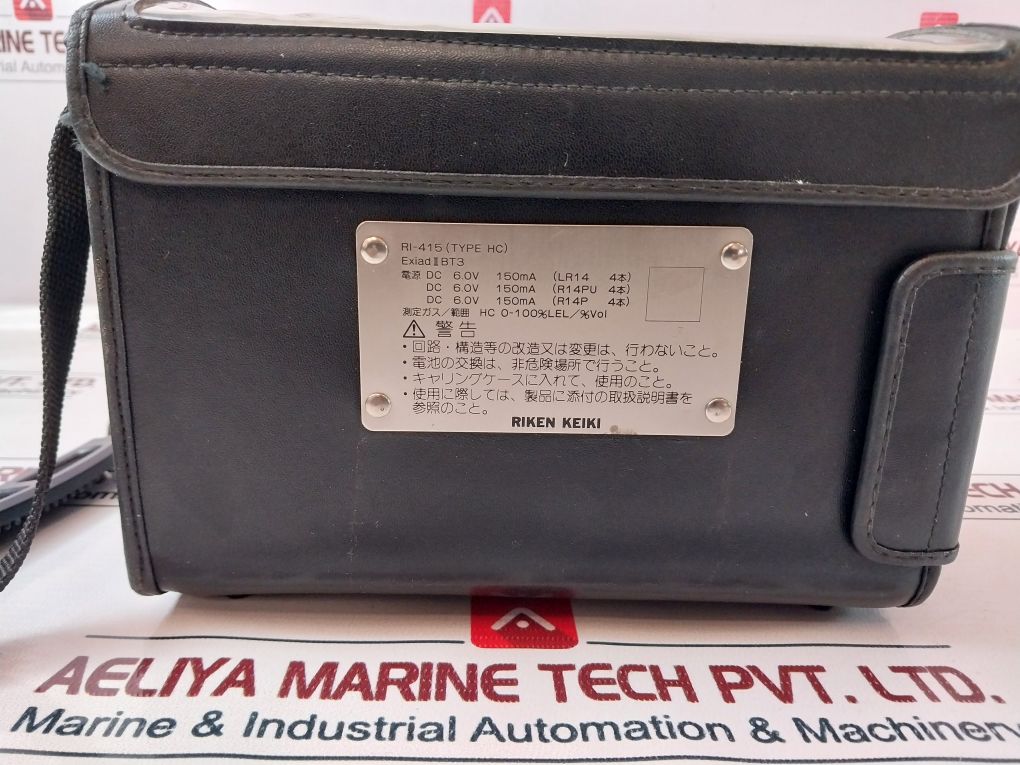 RINE TE
rial Autom
RI-415 (TYPE HC)
ExiadⅡBT3
電源 DC 6.0V 150mA (LR14 4本)
DC 6.0V 150mA (R14PU 4本)
DC 6.0V 150mA (R14P 4本)
測定ガス/範囲 HC 0-100%LEL/%Vol
警告
・回路・構造等の改造又は変更は、行わないこと。
・電池の交換は、非危険場所で行うこと。
・キャリングケースに入れて、使用のこと。
・使用に際しては、製品に添付の取扱説明書を
参照のこと。
RIKEN KEIKI
TECH
AELIYA MARINE TECH PVT. LTD.
Marine & Industrial Automation & Machinery